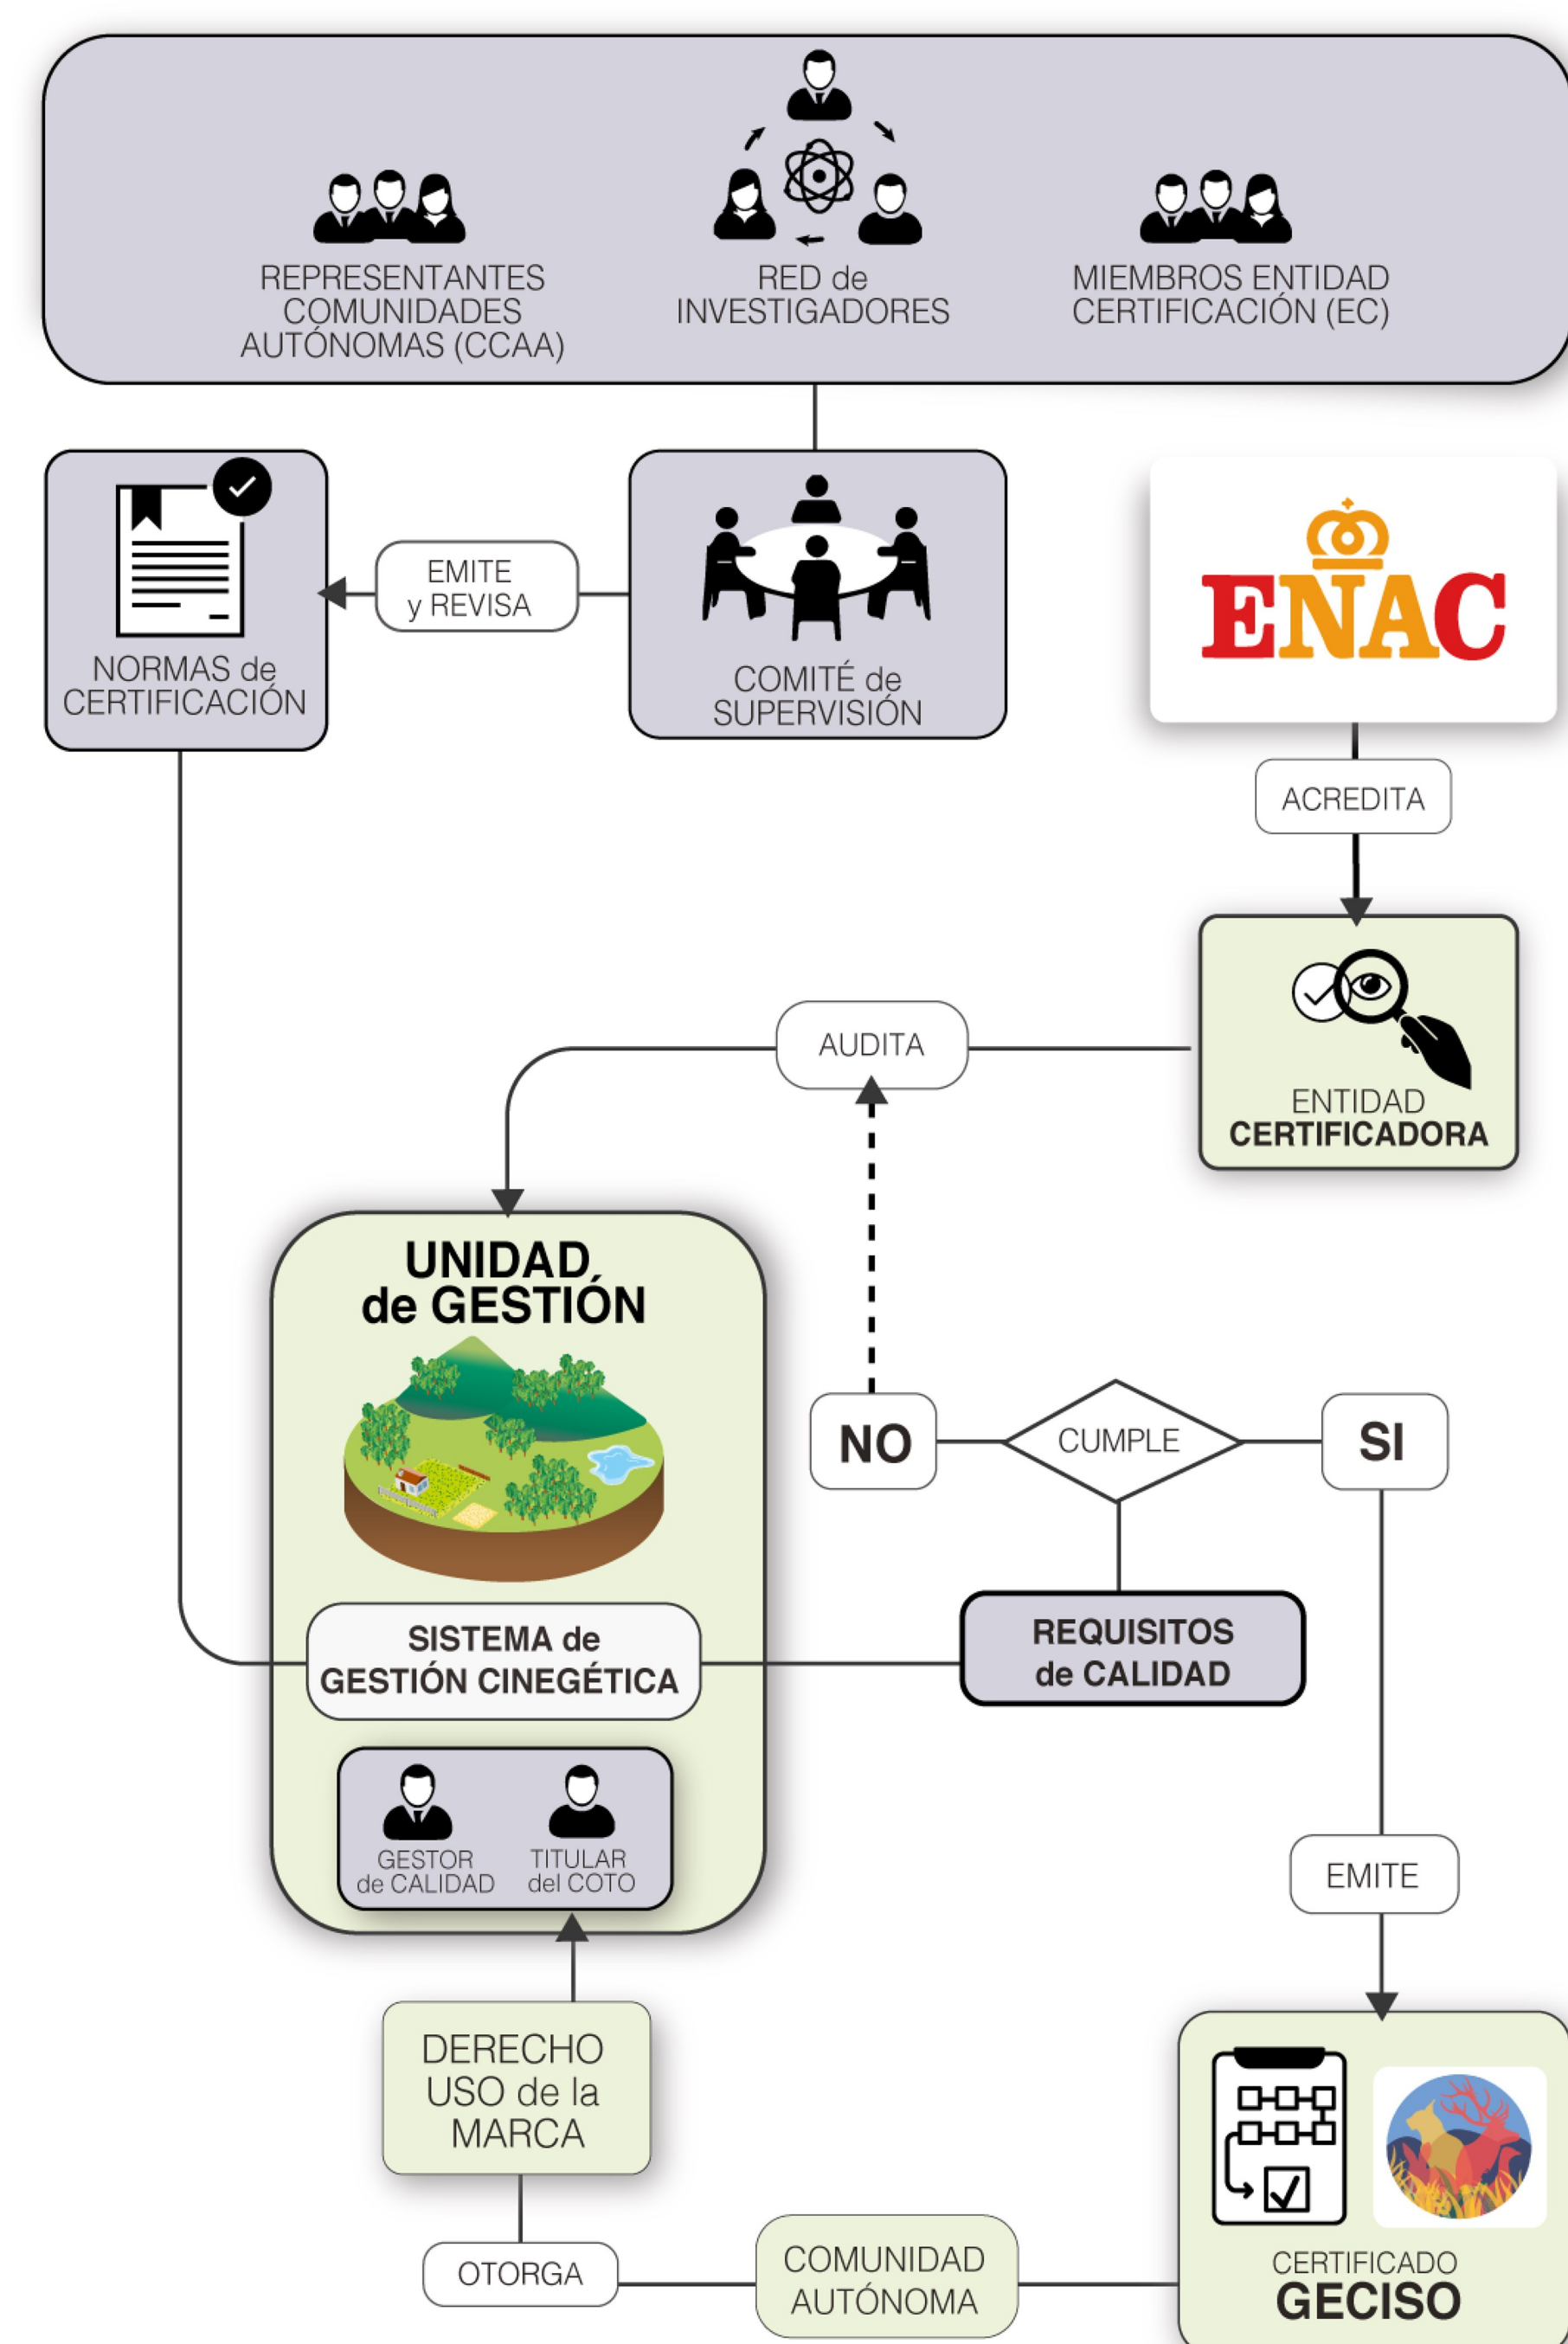 REPRESENTANTES
COMUNIDADES
AUTÓNOMAS (CCAA)
RED de
INVESTIGADORES
MIEMBROS ENTIDAD
CERTIFICACIÓN (EC)
NORMAS de
CERTIFICACIÓN
EMITE
y REVISA
COMITÉ de
SUPERVISIÓN
ENAC
ACREDITA
ENTIDAD
CERTIFICADORA
AUDITA
UNIDAD
de GESTIÓN
NO
CUMPLE
SI
SISTEMA de
GESTIÓN CINEGÉTICA
REQUISITOS
de CALIDAD
GESTOR
de CALIDAD
TITULAR
del COTO
EMITE
DERECHO
USO de la
MARCA
OTORGA
COMUNIDAD
AUTÓNOMA
CERTIFICADO
GECISO